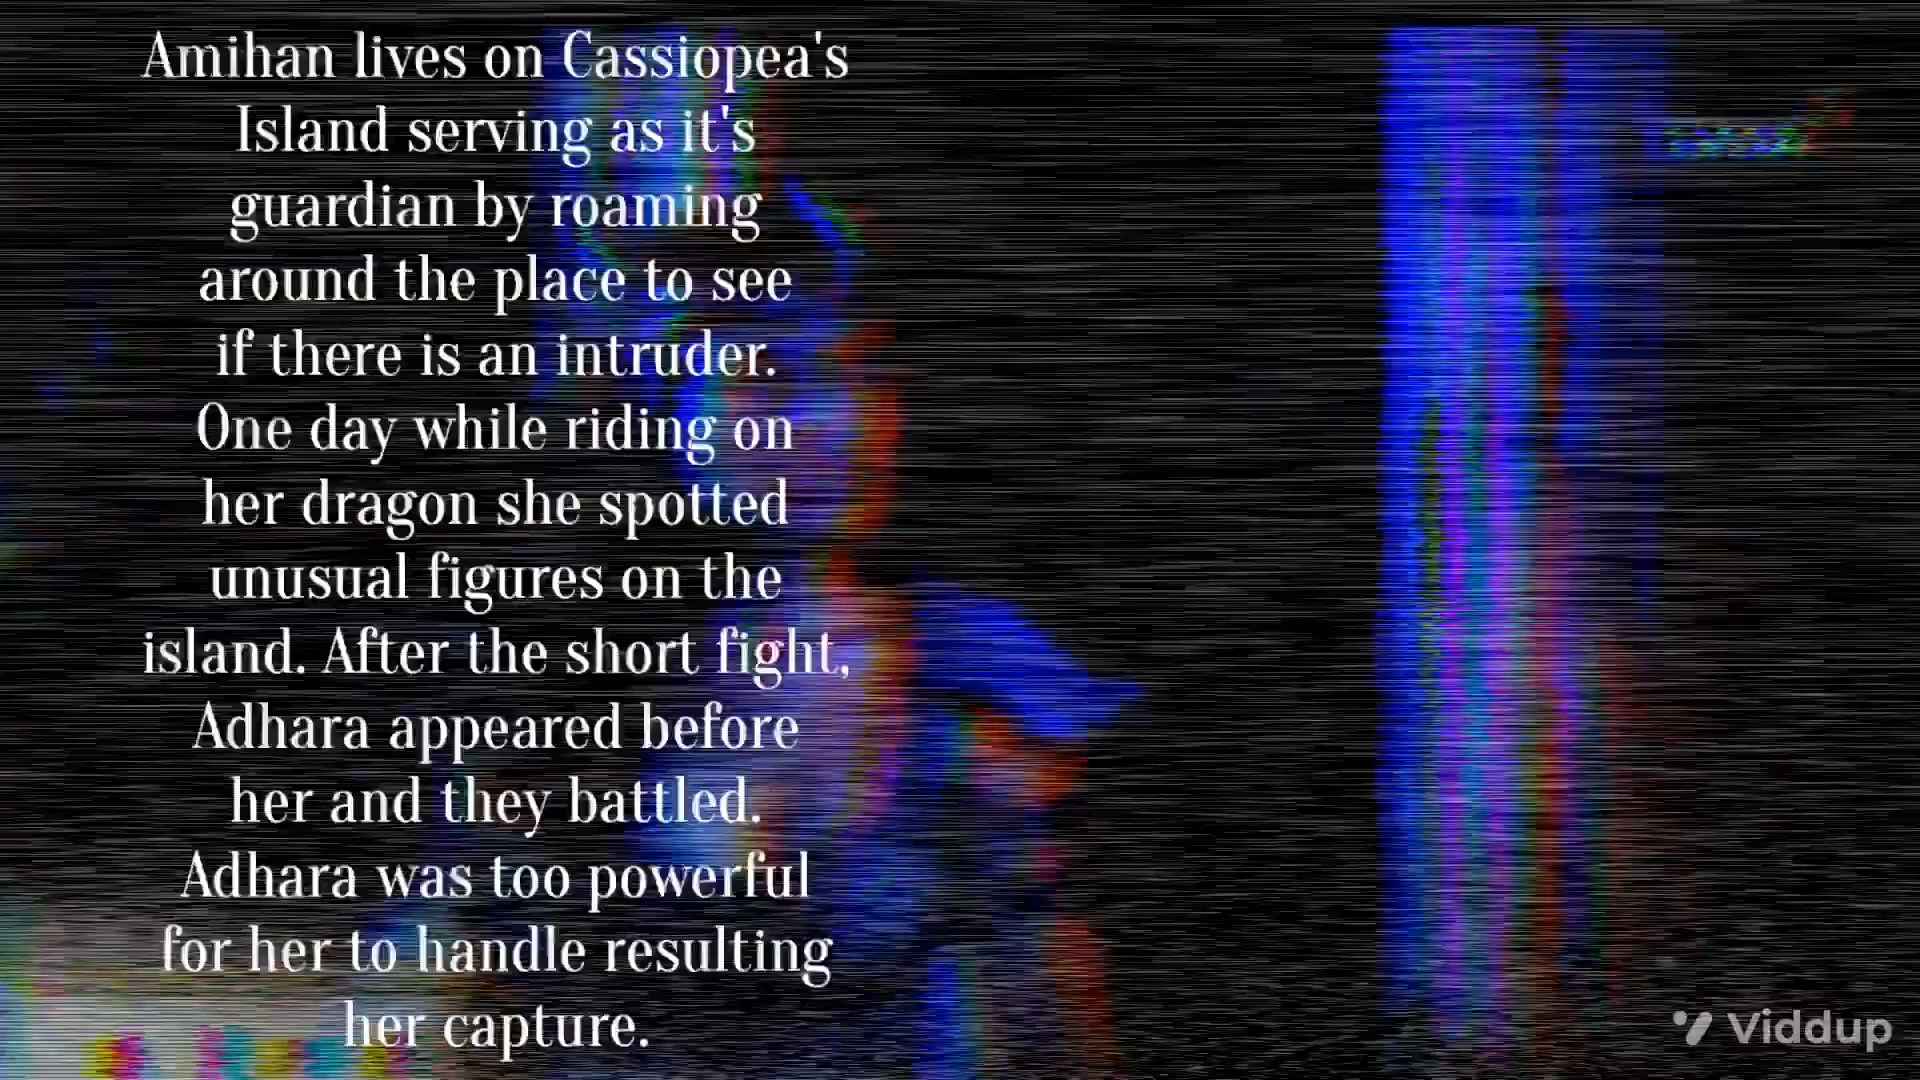 Amihan lives on Cassiopea's
Island serving as it's
guardian by roaming
around the place to see
if there is an intruder.
One day while riding on
her dragon she spotted
unusual figures on the
island. After the short fight,
Adhara appeared before
her and they battled.
Adhara was too powerful
for her to handle resulting
her capture.
Viddup